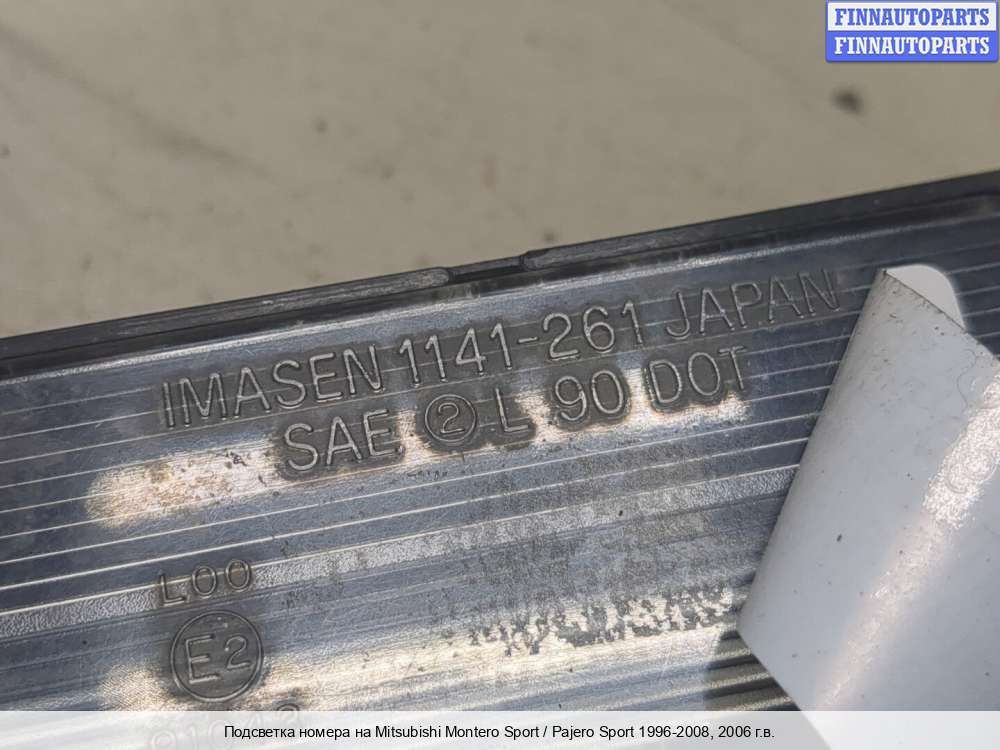 FINNAUTOPARTS
FINNAUTOPARTS
IMASEN 1141-261 JAPAN
SAE ② L 90 DOT
L00
E2
Подсветка номера на Mitsubishi Montero Sport / Pajero Sport 1996-2008, 2006 г.в.